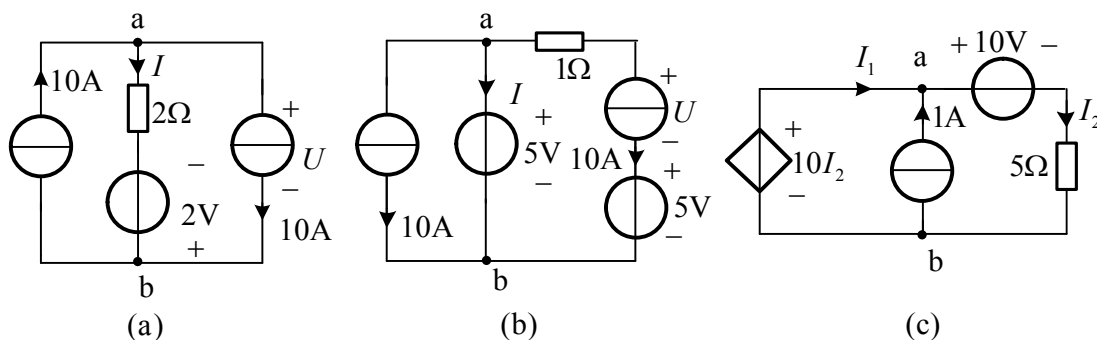 a
10A
I
2Ω
−
2V
+
+
U
−
10A
b
(a)
a
1Ω
I
+
5V
−
10A
+
U
−
10A
+
5V
−
b
(b)
I₁
a
+ 10V −
I₂
1A
+
10I₂
−
5Ω
b
(c)